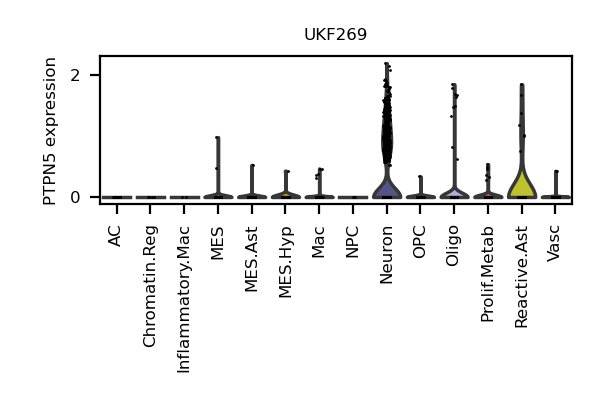 UKF269
PTPN5 expression
2
0
AC
Chromatin.Reg
Inflammatory.Mac
MES
MES.Ast
MES.Hyp
Mac
NPC
Neuron
OPC
Oligo
Prolif.Metab
Reactive.Ast
Vasc